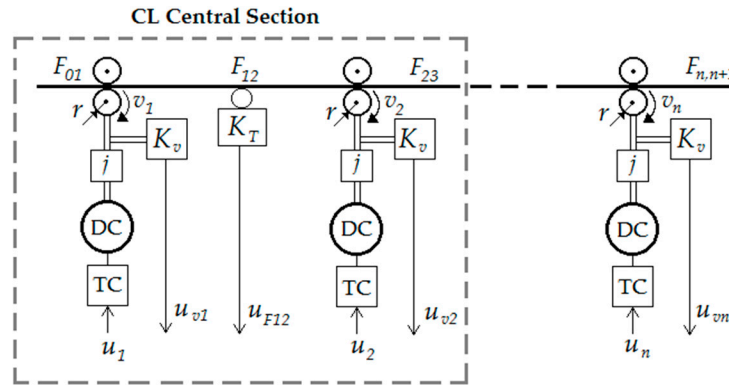 CL Central Section
F01 F12 F23 Fn,n+1
r v1 r v2 r vn
Kv KT Kv Kv
j j j
DC DC DC
TC TC TC
uv1 uF12 uv2 uvn
u1 u2 un